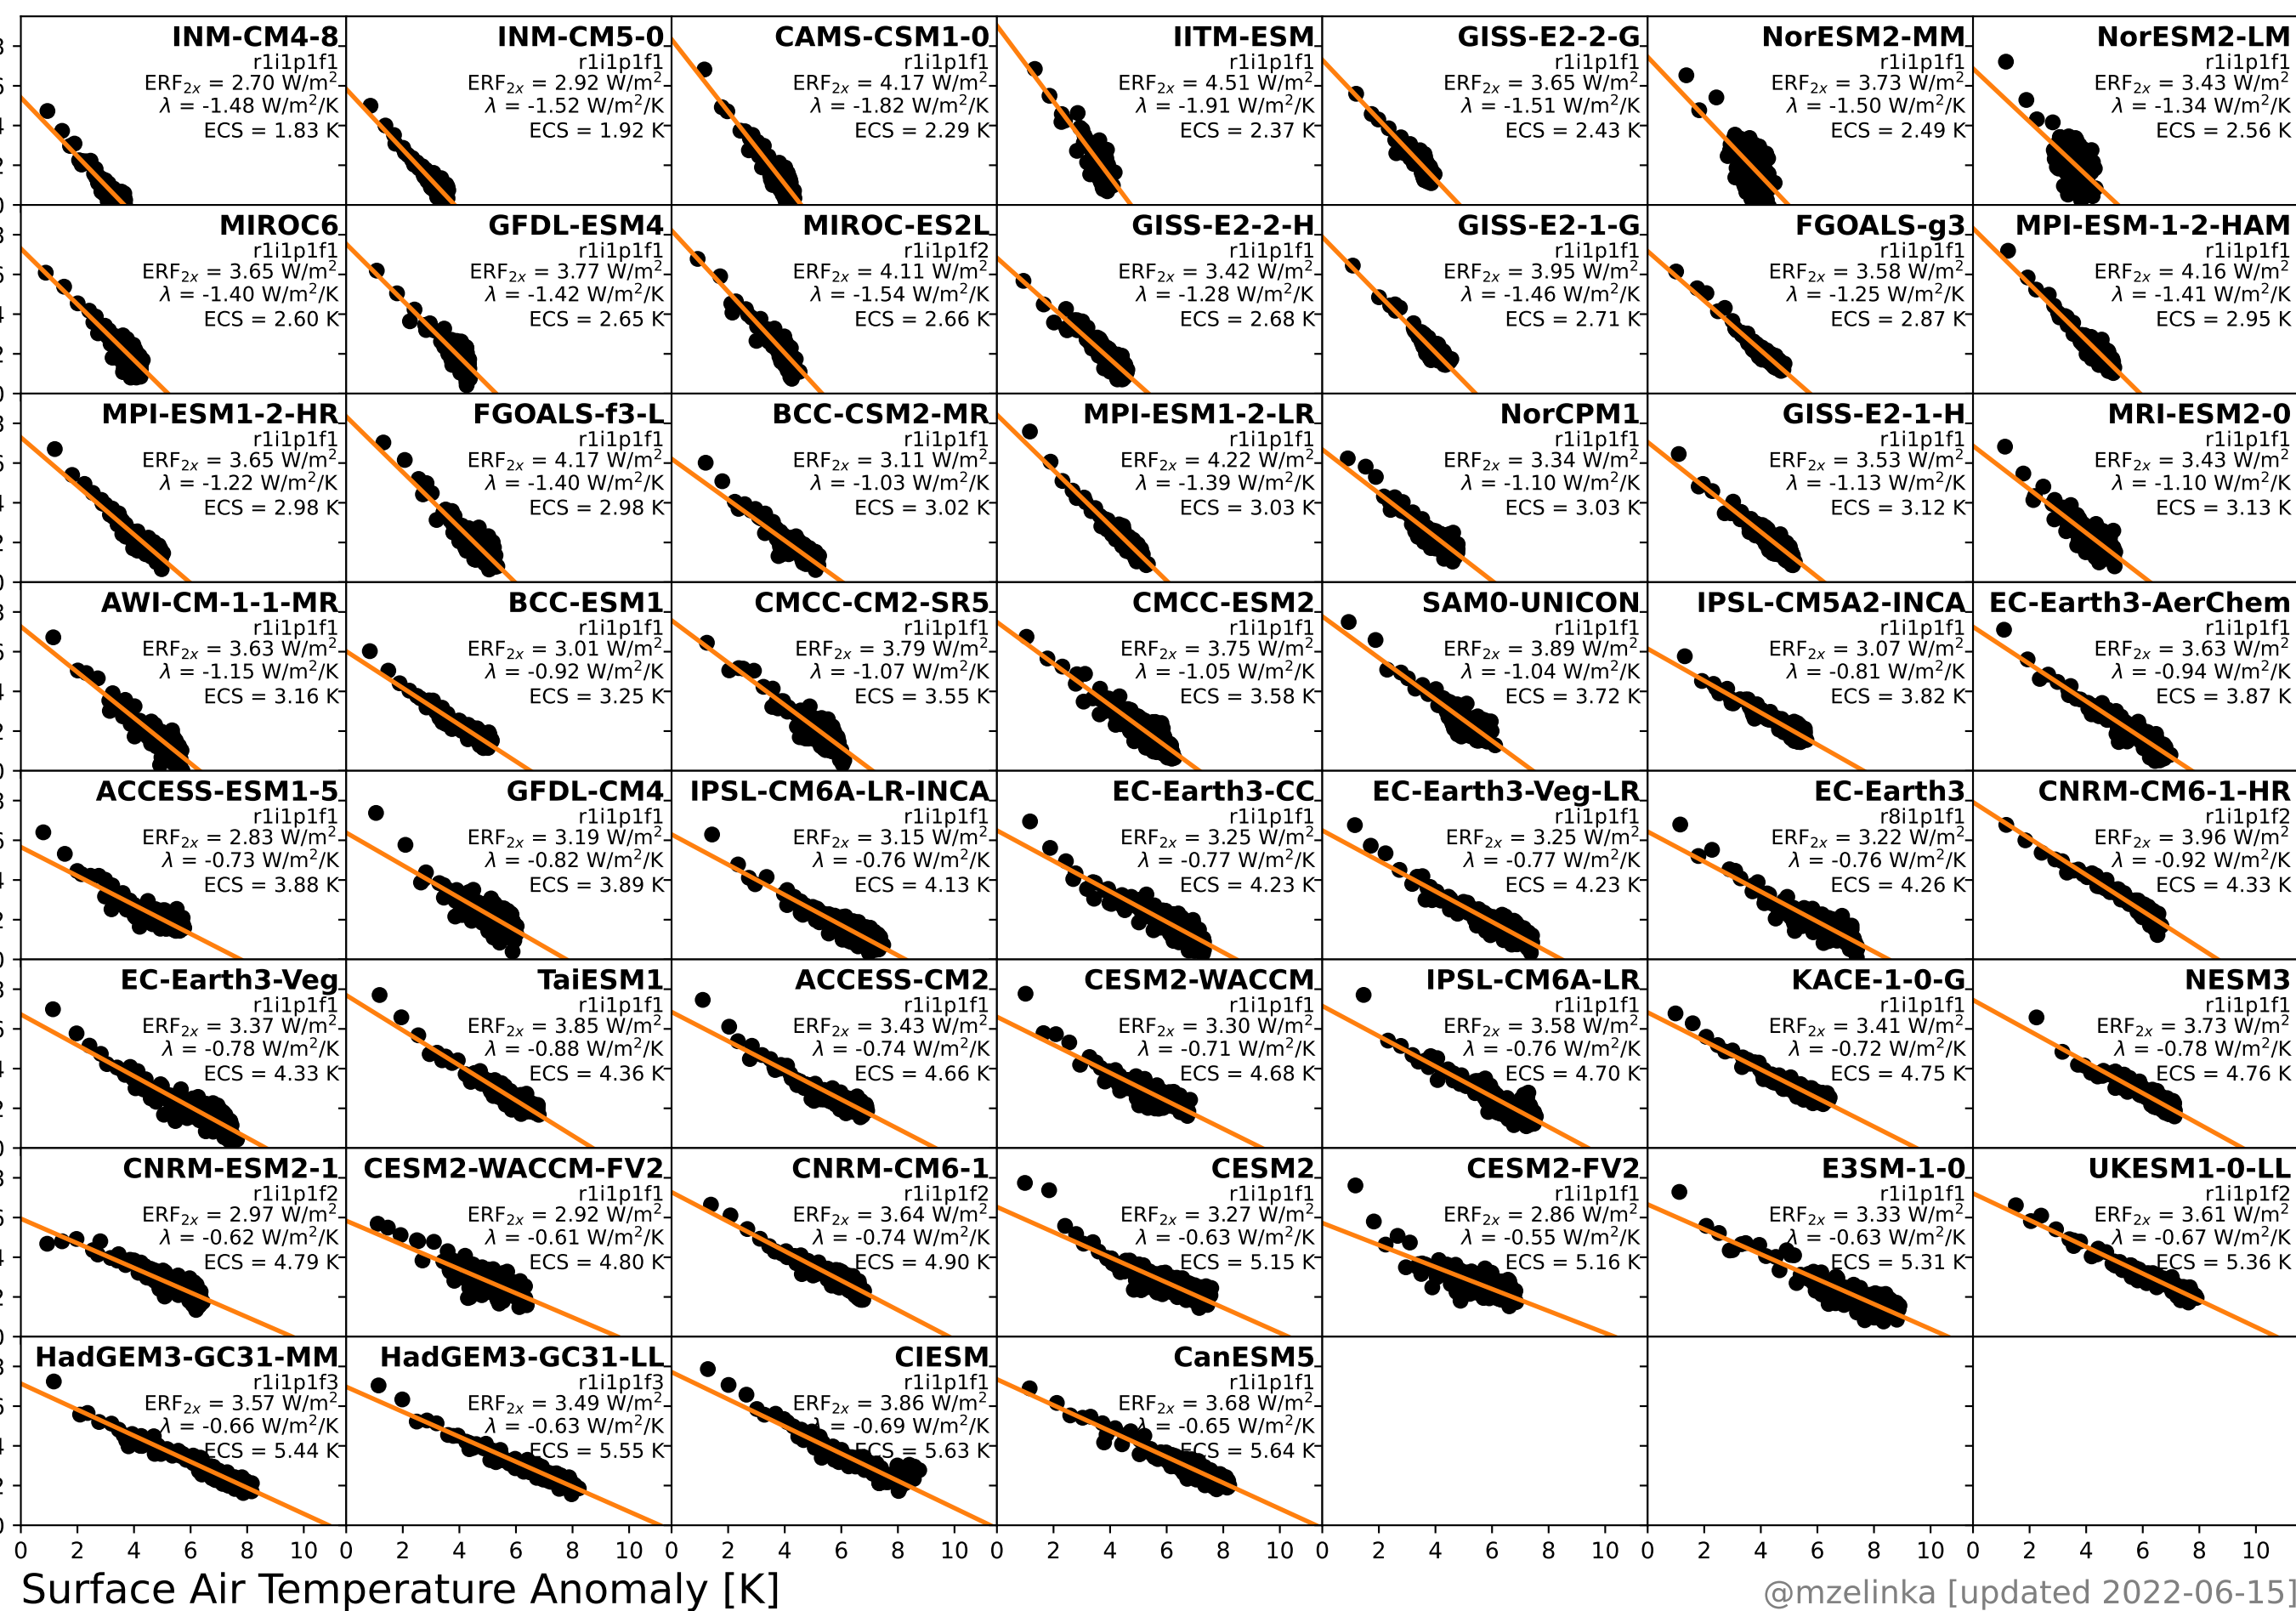 INM-CM4-8
r1i1p1f1
ERF2x = 2.70 W/m2
λ = -1.48 W/m2/K
ECS = 1.83 K
INM-CM5-0
r1i1p1f1
ERF2x = 2.92 W/m2
λ = -1.52 W/m2/K
ECS = 1.92 K
CAMS-CSM1-0
r1i1p1f1
ERF2x = 4.17 W/m2
λ = -1.82 W/m2/K
ECS = 2.29 K
IITM-ESM
r1i1p1f1
ERF2x = 4.51 W/m2
λ = -1.91 W/m2/K
ECS = 2.37 K
GISS-E2-2-G
r1i1p1f1
ERF2x = 3.65 W/m2
λ = -1.51 W/m2/K
ECS = 2.43 K
NorESM2-MM
r1i1p1f1
ERF2x = 3.73 W/m2
λ = -1.50 W/m2/K
ECS = 2.49 K
NorESM2-LM
r1i1p1f1
ERF2x = 3.43 W/m2
λ = -1.34 W/m2/K
ECS = 2.56 K
MIROC6
r1i1p1f1
ERF2x = 3.65 W/m2
λ = -1.40 W/m2/K
ECS = 2.60 K
GFDL-ESM4
r1i1p1f1
ERF2x = 3.77 W/m2
λ = -1.42 W/m2/K
ECS = 2.65 K
MIROC-ES2L
r1i1p1f2
ERF2x = 4.11 W/m2
λ = -1.54 W/m2/K
ECS = 2.66 K
GISS-E2-2-H
r1i1p1f1
ERF2x = 3.42 W/m2
λ = -1.28 W/m2/K
ECS = 2.68 K
GISS-E2-1-G
r1i1p1f1
ERF2x = 3.95 W/m2
λ = -1.46 W/m2/K
ECS = 2.71 K
FGOALS-g3
r1i1p1f1
ERF2x = 3.58 W/m2
λ = -1.25 W/m2/K
ECS = 2.87 K
MPI-ESM-1-2-HAM
r1i1p1f1
ERF2x = 4.16 W/m2
λ = -1.41 W/m2/K
ECS = 2.95 K
MPI-ESM1-2-HR
r1i1p1f1
ERF2x = 3.65 W/m2
λ = -1.22 W/m2/K
ECS = 2.98 K
FGOALS-f3-L
r1i1p1f1
ERF2x = 4.17 W/m2
λ = -1.40 W/m2/K
ECS = 2.98 K
BCC-CSM2-MR
r1i1p1f1
ERF2x = 3.11 W/m2
λ = -1.03 W/m2/K
ECS = 3.02 K
MPI-ESM1-2-LR
r1i1p1f1
ERF2x = 4.22 W/m2
λ = -1.39 W/m2/K
ECS = 3.03 K
NorCPM1
r1i1p1f1
ERF2x = 3.34 W/m2
λ = -1.10 W/m2/K
ECS = 3.03 K
GISS-E2-1-H
r1i1p1f1
ERF2x = 3.53 W/m2
λ = -1.13 W/m2/K
ECS = 3.12 K
MRI-ESM2-0
r1i1p1f1
ERF2x = 3.43 W/m2
λ = -1.10 W/m2/K
ECS = 3.13 K
AWI-CM-1-1-MR
r1i1p1f1
ERF2x = 3.63 W/m2
λ = -1.15 W/m2/K
ECS = 3.16 K
BCC-ESM1
r1i1p1f1
ERF2x = 3.01 W/m2
λ = -0.92 W/m2/K
ECS = 3.25 K
CMCC-CM2-SR5
r1i1p1f1
ERF2x = 3.79 W/m2
λ = -1.07 W/m2/K
ECS = 3.55 K
CMCC-ESM2
r1i1p1f1
ERF2x = 3.75 W/m2
λ = -1.05 W/m2/K
ECS = 3.58 K
SAM0-UNICON
r1i1p1f1
ERF2x = 3.89 W/m2
λ = -1.04 W/m2/K
ECS = 3.72 K
IPSL-CM5A2-INCA
r1i1p1f1
ERF2x = 3.07 W/m2
λ = -0.81 W/m2/K
ECS = 3.82 K
EC-Earth3-AerChem
r1i1p1f1
ERF2x = 3.63 W/m2
λ = -0.94 W/m2/K
ECS = 3.87 K
ACCESS-ESM1-5
r1i1p1f1
ERF2x = 2.83 W/m2
λ = -0.73 W/m2/K
ECS = 3.88 K
GFDL-CM4
r1i1p1f1
ERF2x = 3.19 W/m2
λ = -0.82 W/m2/K
ECS = 3.89 K
IPSL-CM6A-LR-INCA
r1i1p1f1
ERF2x = 3.15 W/m2
λ = -0.76 W/m2/K
ECS = 4.13 K
EC-Earth3-CC
r1i1p1f1
ERF2x = 3.25 W/m2
λ = -0.77 W/m2/K
ECS = 4.23 K
EC-Earth3-Veg-LR
r1i1p1f1
ERF2x = 3.25 W/m2
λ = -0.77 W/m2/K
ECS = 4.23 K
EC-Earth3
r8i1p1f1
ERF2x = 3.22 W/m2
λ = -0.76 W/m2/K
ECS = 4.26 K
CNRM-CM6-1-HR
r1i1p1f2
ERF2x = 3.96 W/m2
λ = -0.92 W/m2/K
ECS = 4.33 K
EC-Earth3-Veg
r1i1p1f1
ERF2x = 3.37 W/m2
λ = -0.78 W/m2/K
ECS = 4.33 K
TaiESM1
r1i1p1f1
ERF2x = 3.85 W/m2
λ = -0.88 W/m2/K
ECS = 4.36 K
ACCESS-CM2
r1i1p1f1
ERF2x = 3.43 W/m2
λ = -0.74 W/m2/K
ECS = 4.66 K
CESM2-WACCM
r1i1p1f1
ERF2x = 3.30 W/m2
λ = -0.71 W/m2/K
ECS = 4.68 K
IPSL-CM6A-LR
r1i1p1f1
ERF2x = 3.58 W/m2
λ = -0.76 W/m2/K
ECS = 4.70 K
KACE-1-0-G
r1i1p1f1
ERF2x = 3.41 W/m2
λ = -0.72 W/m2/K
ECS = 4.75 K
NESM3
r1i1p1f1
ERF2x = 3.73 W/m2
λ = -0.78 W/m2/K
ECS = 4.76 K
CNRM-ESM2-1
r1i1p1f2
ERF2x = 2.97 W/m2
λ = -0.62 W/m2/K
ECS = 4.79 K
CESM2-WACCM-FV2
r1i1p1f1
ERF2x = 2.92 W/m2
λ = -0.61 W/m2/K
ECS = 4.80 K
CNRM-CM6-1
r1i1p1f2
ERF2x = 3.64 W/m2
λ = -0.74 W/m2/K
ECS = 4.90 K
CESM2
r1i1p1f1
ERF2x = 3.27 W/m2
λ = -0.63 W/m2/K
ECS = 5.15 K
CESM2-FV2
r1i1p1f1
ERF2x = 2.86 W/m2
λ = -0.55 W/m2/K
ECS = 5.16 K
E3SM-1-0
r1i1p1f1
ERF2x = 3.33 W/m2
λ = -0.63 W/m2/K
ECS = 5.31 K
UKESM1-0-LL
r1i1p1f2
ERF2x = 3.61 W/m2
λ = -0.67 W/m2/K
ECS = 5.36 K
HadGEM3-GC31-MM
r1i1p1f3
ERF2x = 3.57 W/m2
λ = -0.66 W/m2/K
ECS = 5.44 K
HadGEM3-GC31-LL
r1i1p1f3
ERF2x = 3.49 W/m2
λ = -0.63 W/m2/K
ECS = 5.55 K
CIESM
r1i1p1f1
ERF2x = 3.86 W/m2
λ = -0.69 W/m2/K
ECS = 5.63 K
CanESM5
r1i1p1f1
ERF2x = 3.68 W/m2
λ = -0.65 W/m2/K
ECS = 5.64 K
0 2 4 6 8 10 0 2 4 6 8 10 0 2 4 6 8 10 0 2 4 6 8 10 0 2 4 6 8 10 0 2 4 6 8 10 0 2 4 6 8 10
Surface Air Temperature Anomaly [K]
@mzelinka [updated 2022-06-15]